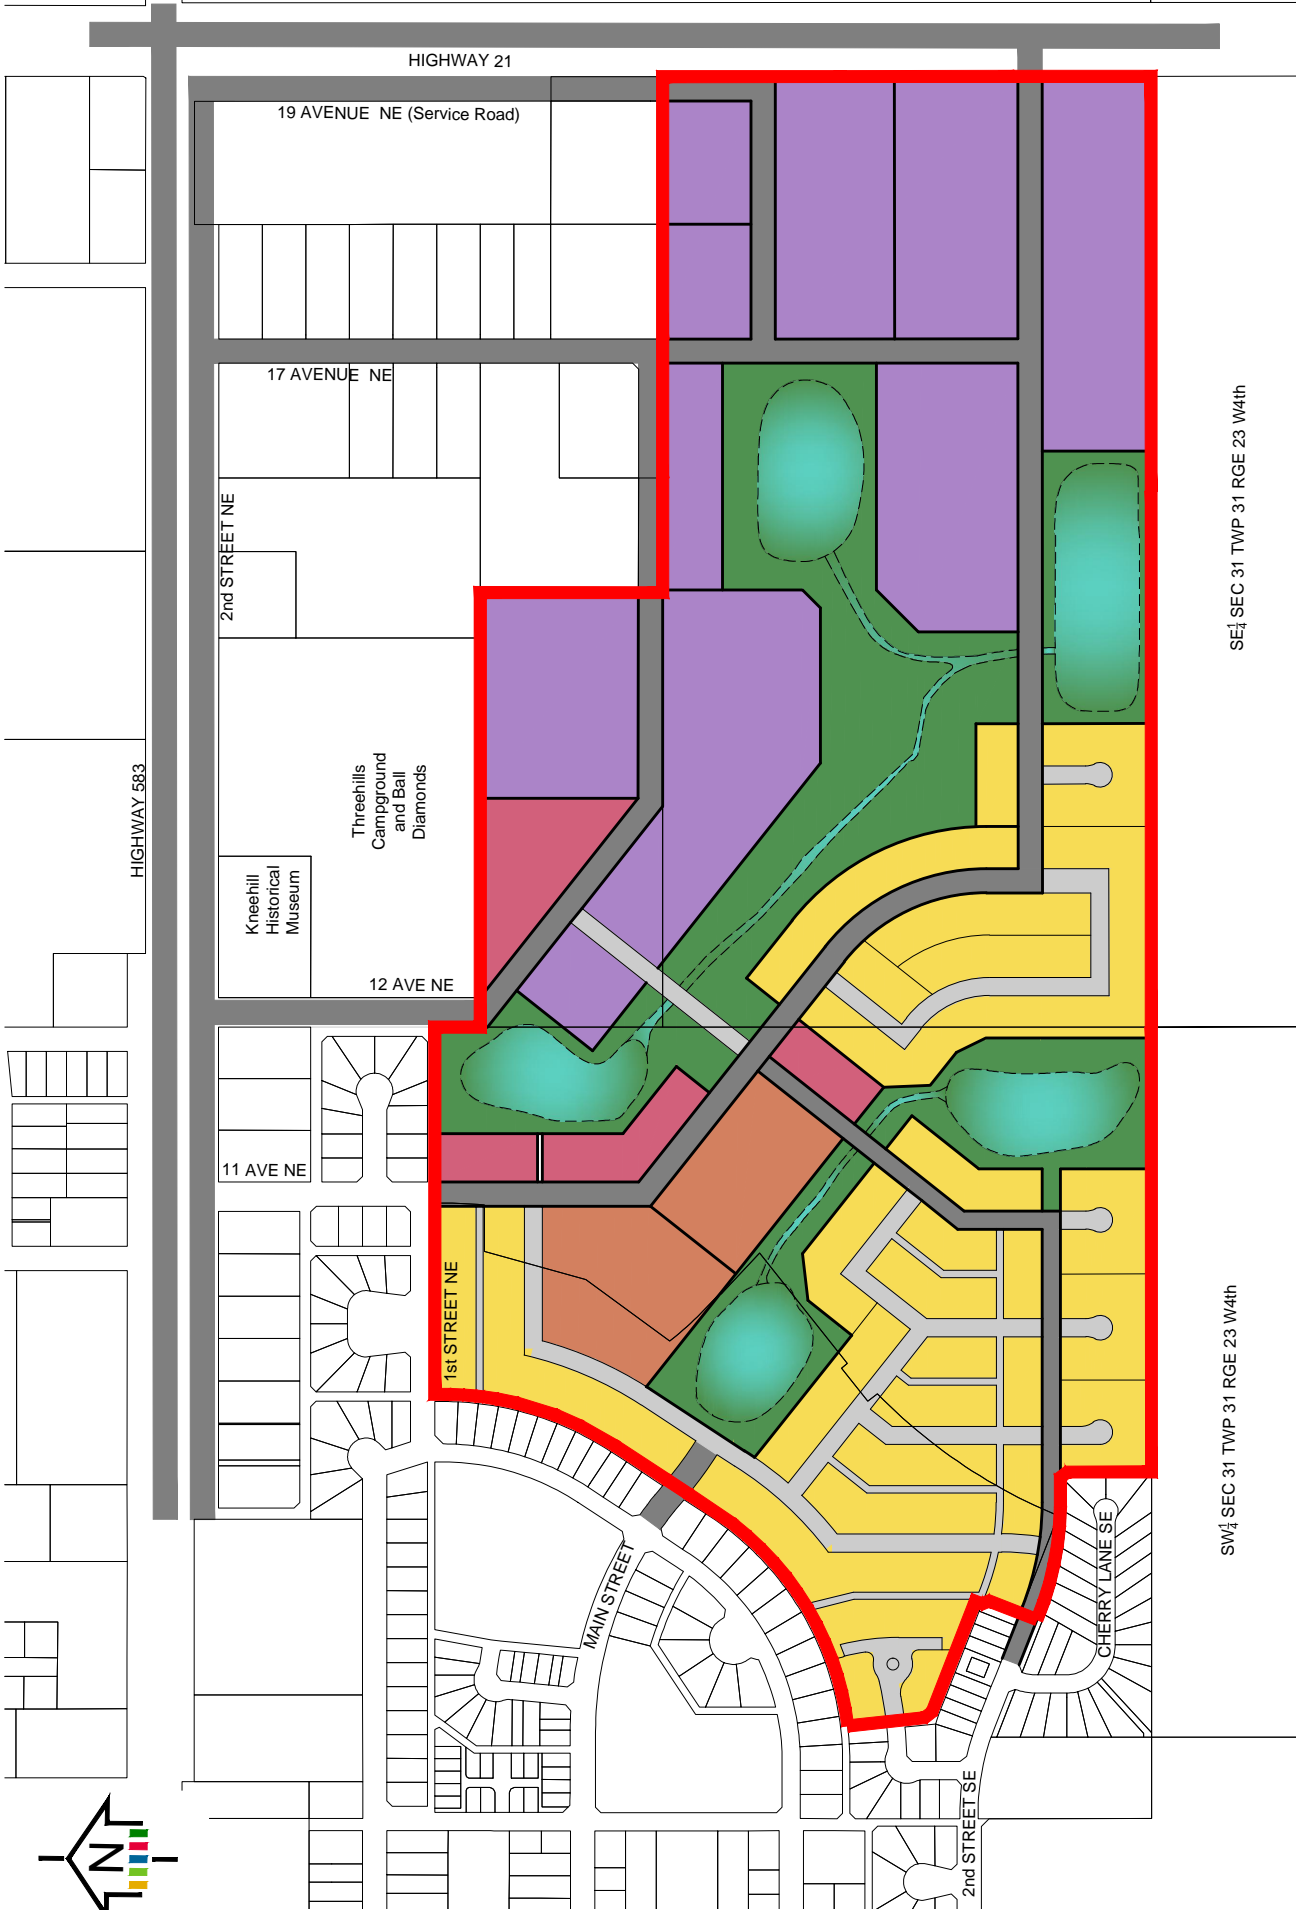 HIGHWAY 21
19 AVENUE NE (Service Road)
17 AVENUE NE
2nd STREET NE
SE¼ SEC 31 TWP 31 RGE 23 W4th
HIGHWAY 583
Threehills
Campground
and Ball
Diamonds
Kneehill
Historical
Museum
12 AVE NE
11 AVE NE
1st STREET NE
SW¼ SEC 31 TWP 31 RGE 23 W4th
MAIN STREET
CHERRY LANE SE
2nd STREET SE
N